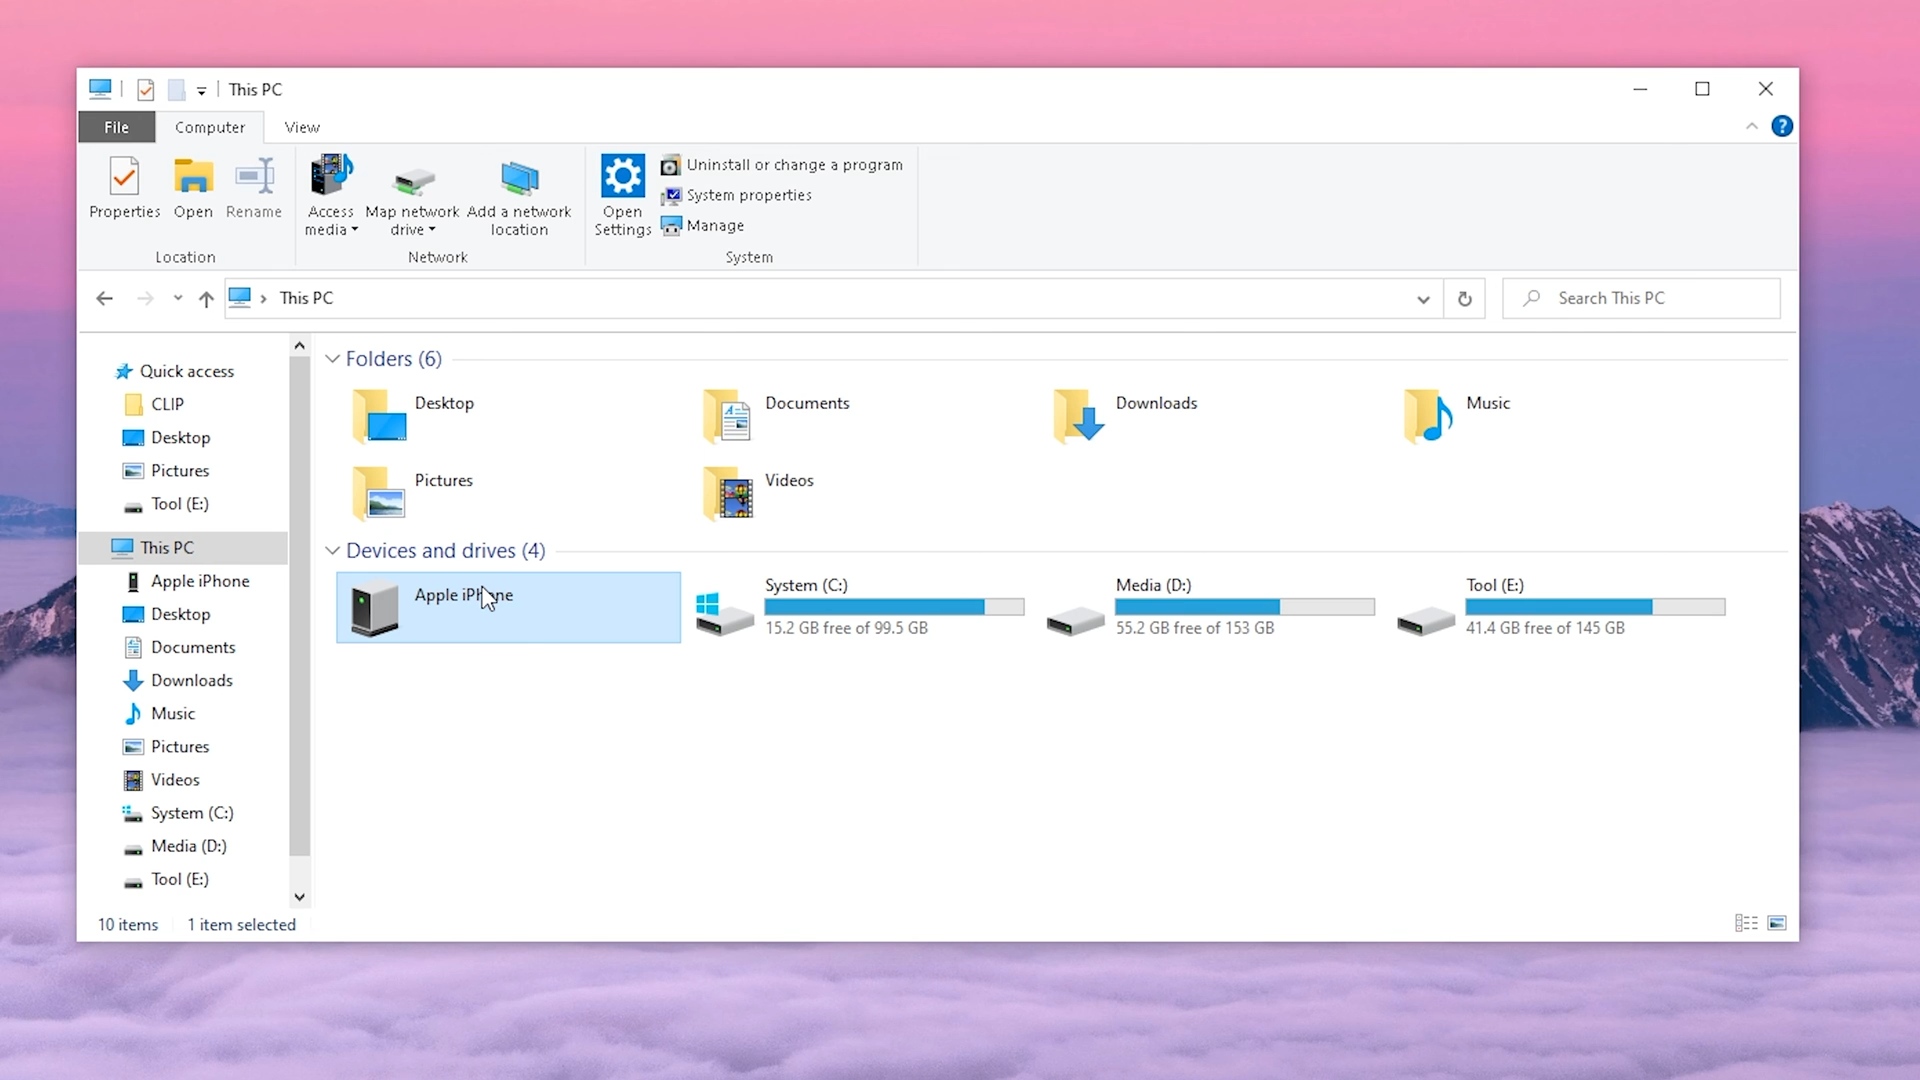 This PC
File
Computer
View
Properties
Open
Rename
Access media
Map network drive
Add a network location
Open Settings
Uninstall or change a program
System properties
Manage
Location
Network
System
This PC
Search This PC
Quick access
CLIP
Desktop
Pictures
Tool (E:)
This PC
Apple iPhone
Desktop
Documents
Downloads
Music
Pictures
Videos
System (C:)
Media (D:)
Tool (E:)
Folders (6)
Desktop
Documents
Downloads
Music
Pictures
Videos
Devices and drives (4)
Apple iPhone
System (C:)
15.2 GB free of 99.5 GB
Media (D:)
55.2 GB free of 153 GB
Tool (E:)
41.4 GB free of 145 GB
10 items
1 item selected